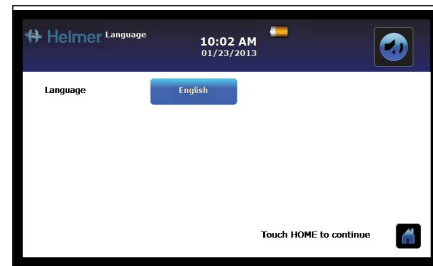 Helmer Language
10:02 AM
01/23/2013
Language
English
Touch HOME to continue